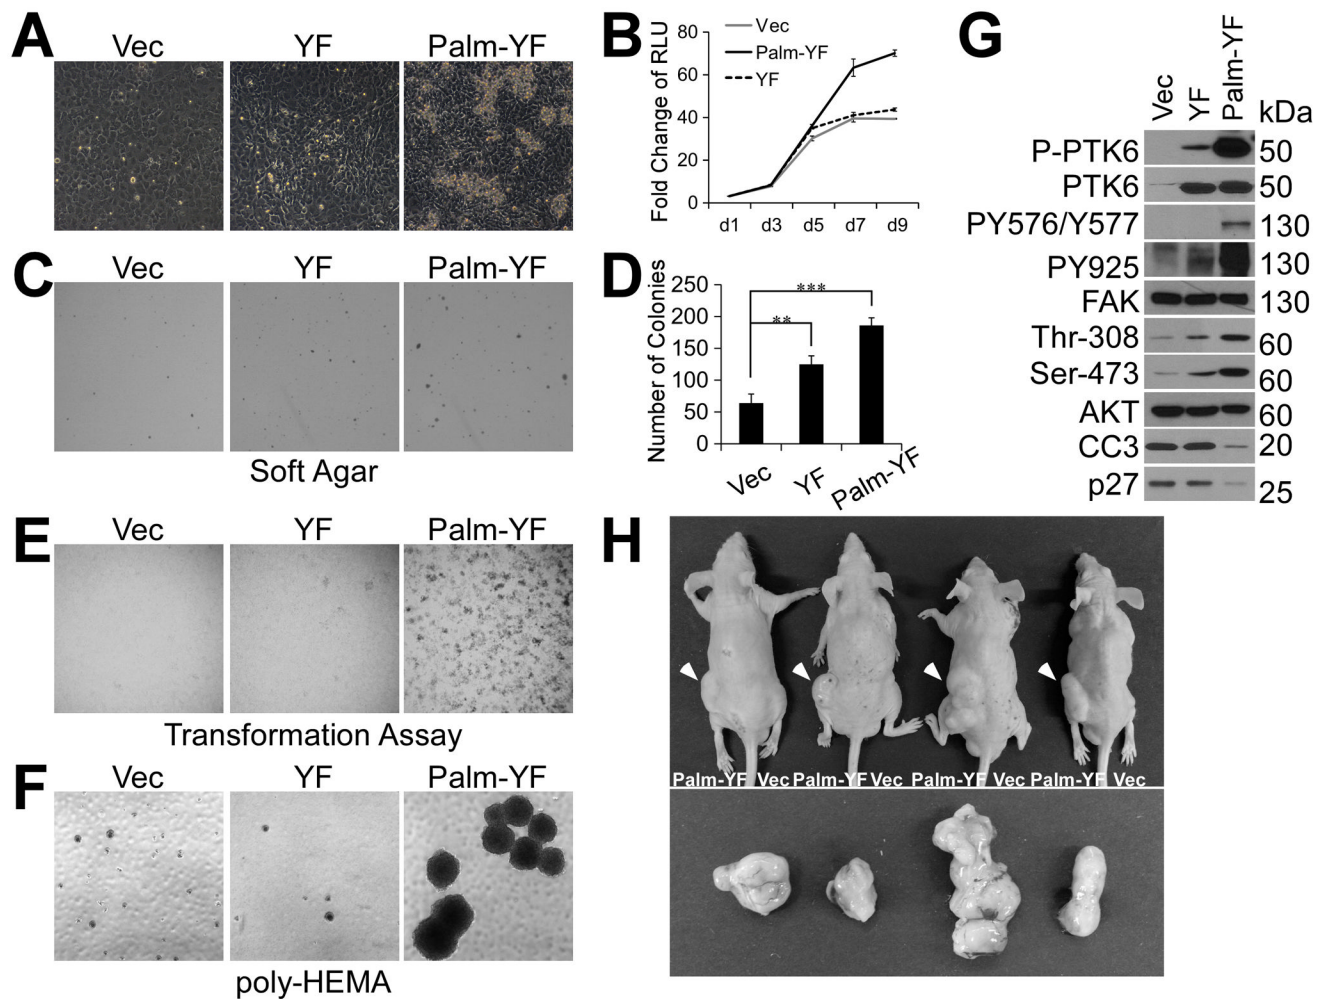 A
Vec YF Palm-YF
B
Fold Change of RLU
80
60
40
20
0
d1 d3 d5 d7 d9
Vec
Palm-YF
YF
C
Vec YF Palm-YF
Soft Agar
D
Number of Colonies
250
200
150
100
50
0
***
**
Vec YF Palm-YF
E
Vec YF Palm-YF
Transformation Assay
F
Vec YF Palm-YF
poly-HEMA
G
Vec YF Palm-YF kDa
P-PTK6 50
PTK6 50
PY576/Y577 130
PY925 130
FAK 130
Thr-308 60
Ser-473 60
AKT 60
CC3 20
p27 25
H
Palm-YF Vec Palm-YF Vec Palm-YF Vec Palm-YF Vec